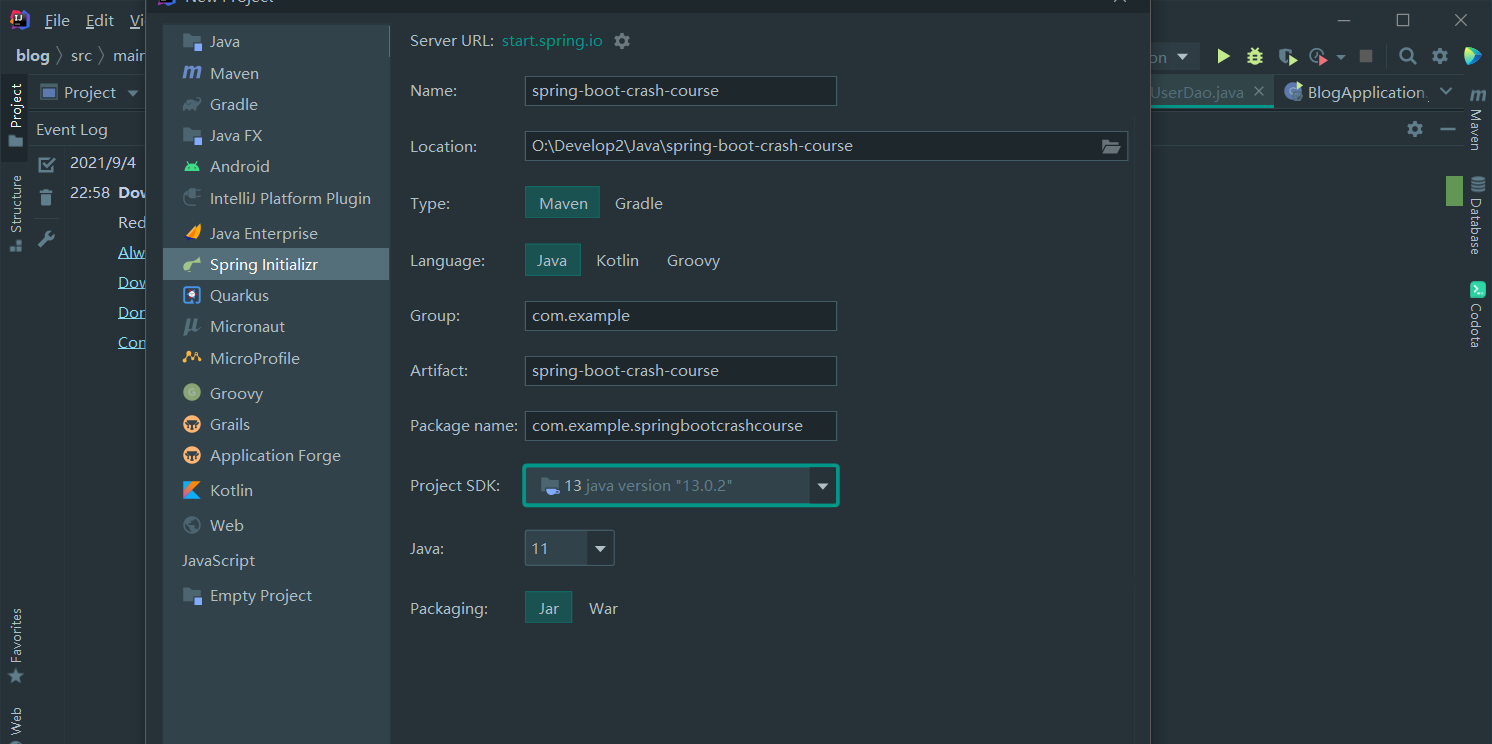 New Project
File Edit Vi
blog src main
on
Project
UserDao.java
BlogApplication.
Event Log
2021/9/4
22:58 Dow
Red
Alw
Dov
Don
Con
Project
Structure
Favorites
Web
Java
Maven
Gradle
Java FX
Android
IntelliJ Platform Plugin
Java Enterprise
Spring Initializr
Quarkus
Micronaut
MicroProfile
Groovy
Grails
Application Forge
Kotlin
Web
JavaScript
Empty Project
Server URL: start.spring.io
Name: spring-boot-crash-course
Location: O:\Develop2\Java\spring-boot-crash-course
Type: Maven Gradle
Language: Java Kotlin Groovy
Group: com.example
Artifact: spring-boot-crash-course
Package name: com.example.springbootcrashcourse
Project SDK: 13 java version "13.0.2"
Java: 11
Packaging: Jar War
Maven
Database
Codota